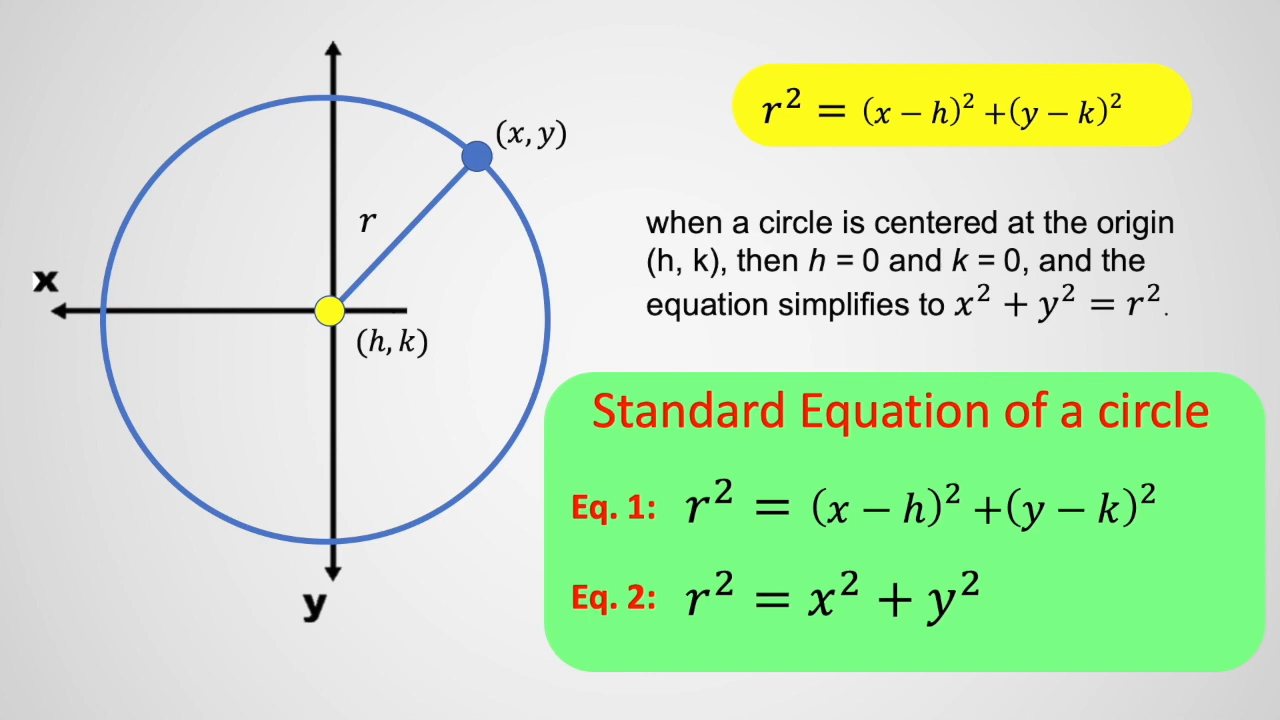 r² = (x − h)² +(y − k)²
(x, y)
r
when a circle is centered at the origin
(h, k), then h = 0 and k = 0, and the
equation simplifies to x² + y² = r².
x
(h, k)
Standard Equation of a circle
Eq. 1: r² = (x − h)² +(y − k)²
Eq. 2: r² = x² + y²
y